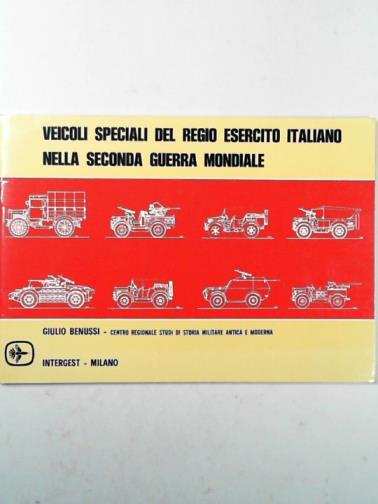 VEICOLI SPECIALI DEL REGIO ESERCITO ITALIANO
NELLA SECONDA GUERRA MONDIALE
GIULIO BENUSSI - CENTRO REGIONALE STUDI DI STORIA MILITARE ANTICA E MODERNA
INTERGEST - MILANO